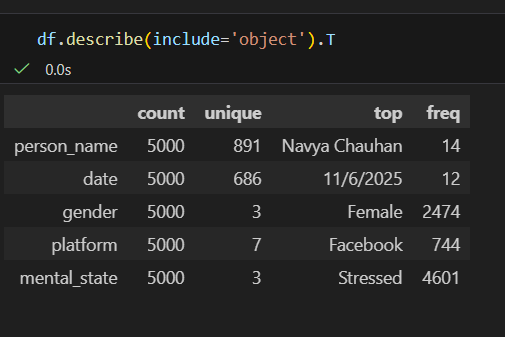 df.describe(include='object').T
0.0s
count unique top freq
person_name 5000 891 Navya Chauhan 14
date 5000 686 11/6/2025 12
gender 5000 3 Female 2474
platform 5000 7 Facebook 744
mental_state 5000 3 Stressed 4601